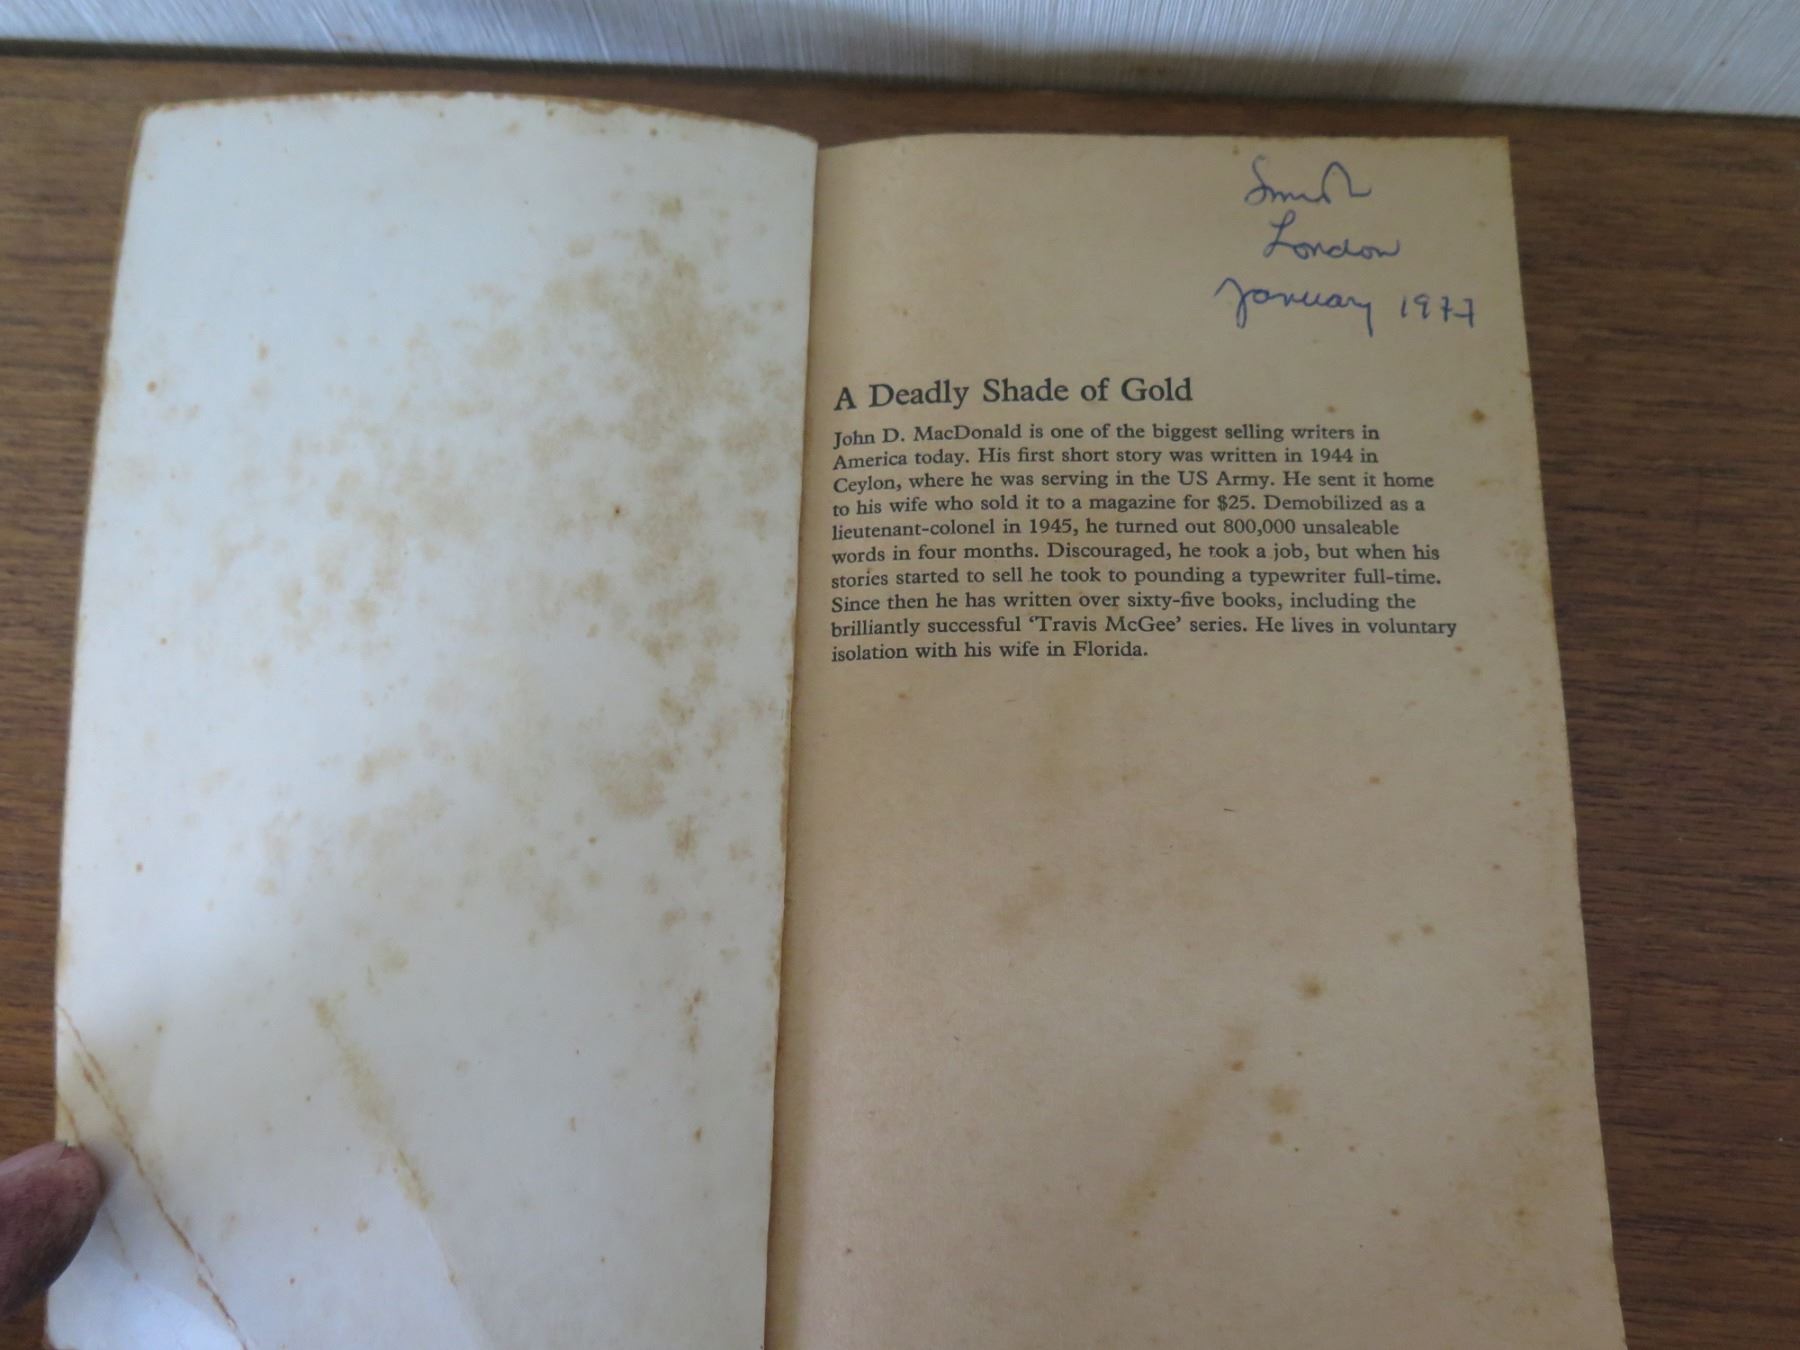 Smith
London
January 1977
A Deadly Shade of Gold
John D. MacDonald is one of the biggest selling writers in
America today. His first short story was written in 1944 in
Ceylon, where he was serving in the US Army. He sent it home
to his wife who sold it to a magazine for $25. Demobilized as a
lieutenant-colonel in 1945, he turned out 800,000 unsaleable
words in four months. Discouraged, he took a job, but when his
stories started to sell he took to pounding a typewriter full-time.
Since then he has written over sixty-five books, including the
brilliantly successful ‘Travis McGee’ series. He lives in voluntary
isolation with his wife in Florida.